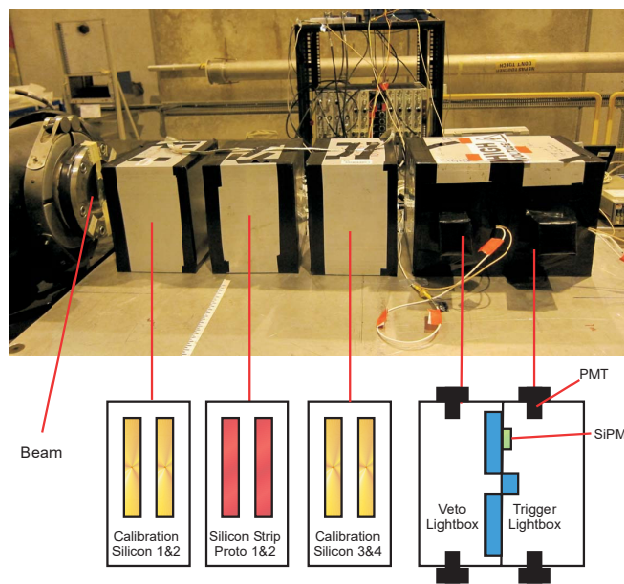 HIGH
PMT
SiPM
Beam
Calibration
Silicon 1&2
Silicon Strip
Proto 1&2
Calibration
Silicon 3&4
Veto
Lightbox
Trigger
Lightbox